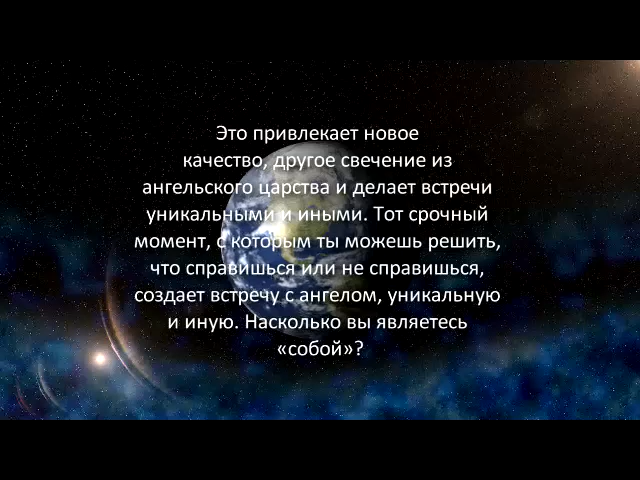 Это привлекает новое
качество, другое свечение из
ангельского царства и делает встречи
уникальными и иными. Тот срочный
момент, с которым ты можешь решить,
что справишься или не справишься,
создает встречу с ангелом, уникальную
и иную. Насколько вы являетесь
«собой»?